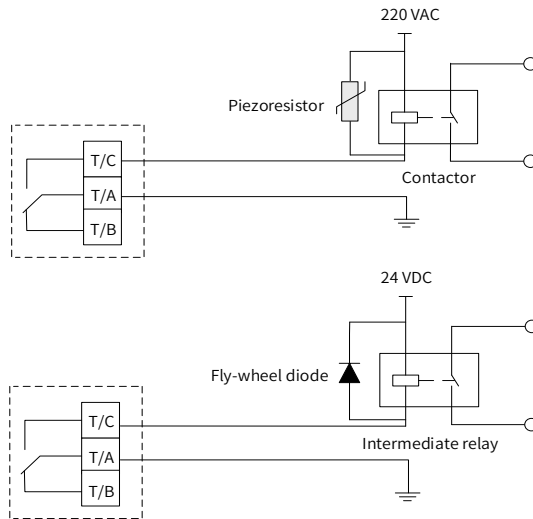 220 VAC
Piezoresistor
T/C
Contactor
T/A
T/B
24 VDC
Fly-wheel diode
T/C
Intermediate relay
T/A
T/B